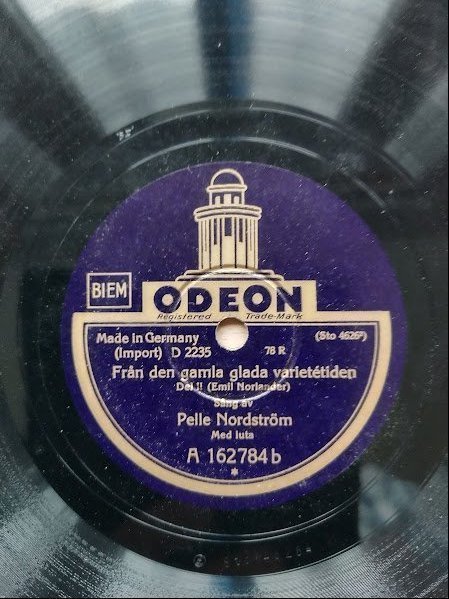 ODEON
Registered Trade-Mark
BIEM
Made in Germany
(Import) D 2235 78 R (Sto 4626²)
Från den gamla glada varietétiden
Del II (Emil Norlander)
Sång av
Pelle Nordström
Med luta
A 162784 b
*